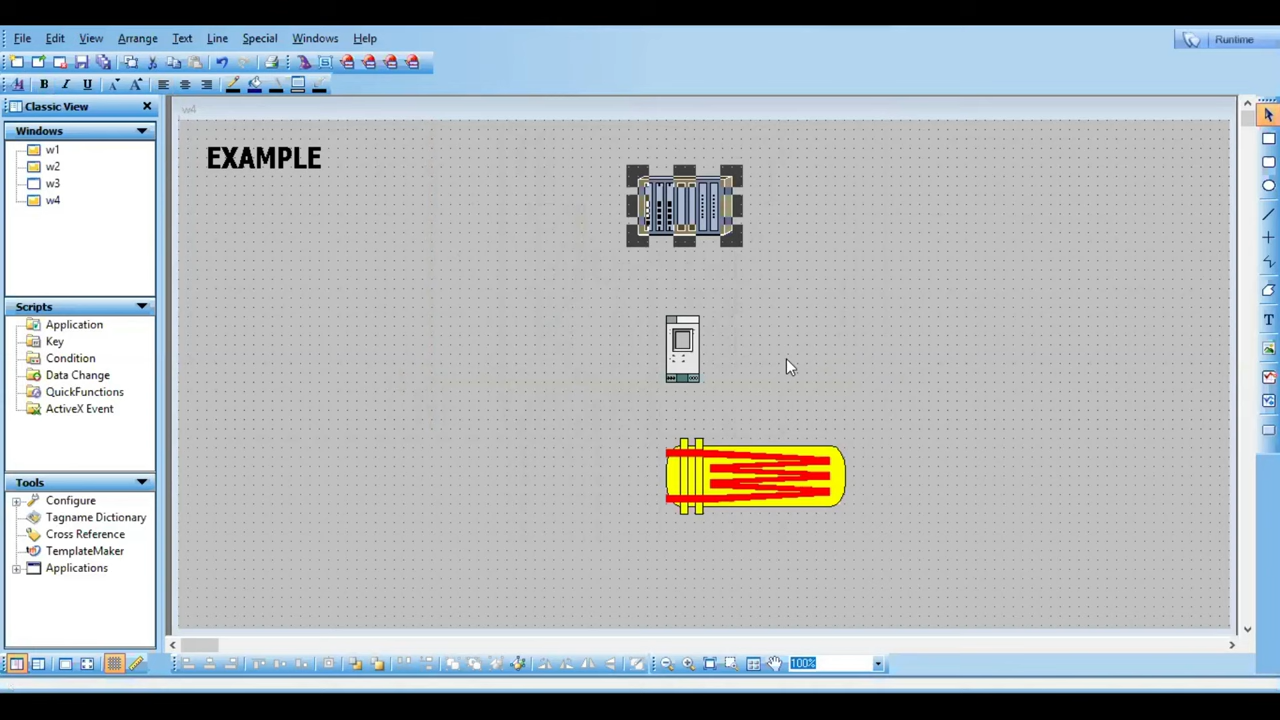 File Edit View Arrange Text Line Special Windows Help
Runtime
Classic View
w4
Windows
w1
w2
w3
w4
EXAMPLE
Scripts
Application
Key
Condition
Data Change
QuickFunctions
ActiveX Event
Tools
Configure
Tagname Dictionary
Cross Reference
TemplateMaker
Applications
100%